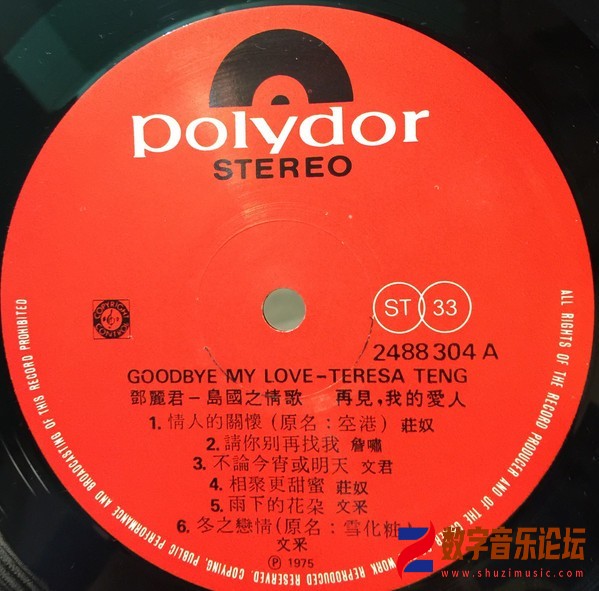 polydor
STEREO
COPYRIGHT
CONTROL
ST 33
2488 304 A
GOODBYE MY LOVE–TERESA TENG
鄧麗君－島國之情歌 再見,我的愛人
1. 情人的關懷(原名:空港) 莊奴
2. 請你別再找我 詹嘯
3. 不論今宵或明天 文君
4. 相聚更甜蜜 莊奴
5. 雨下的花朵 文采
6. 冬之戀情(原名:雪化粧)
文采
Ⓟ 1975
ALL RIGHTS OF THE RECORD PRODUCER AND OF THE
WORK REPRODUCED RESERVED. COPYING, PUBLIC PERFORMANCE AND BROADCASTING OF THIS RECORD PROHIBITED
数字音乐论坛
www.shuzimusic.com